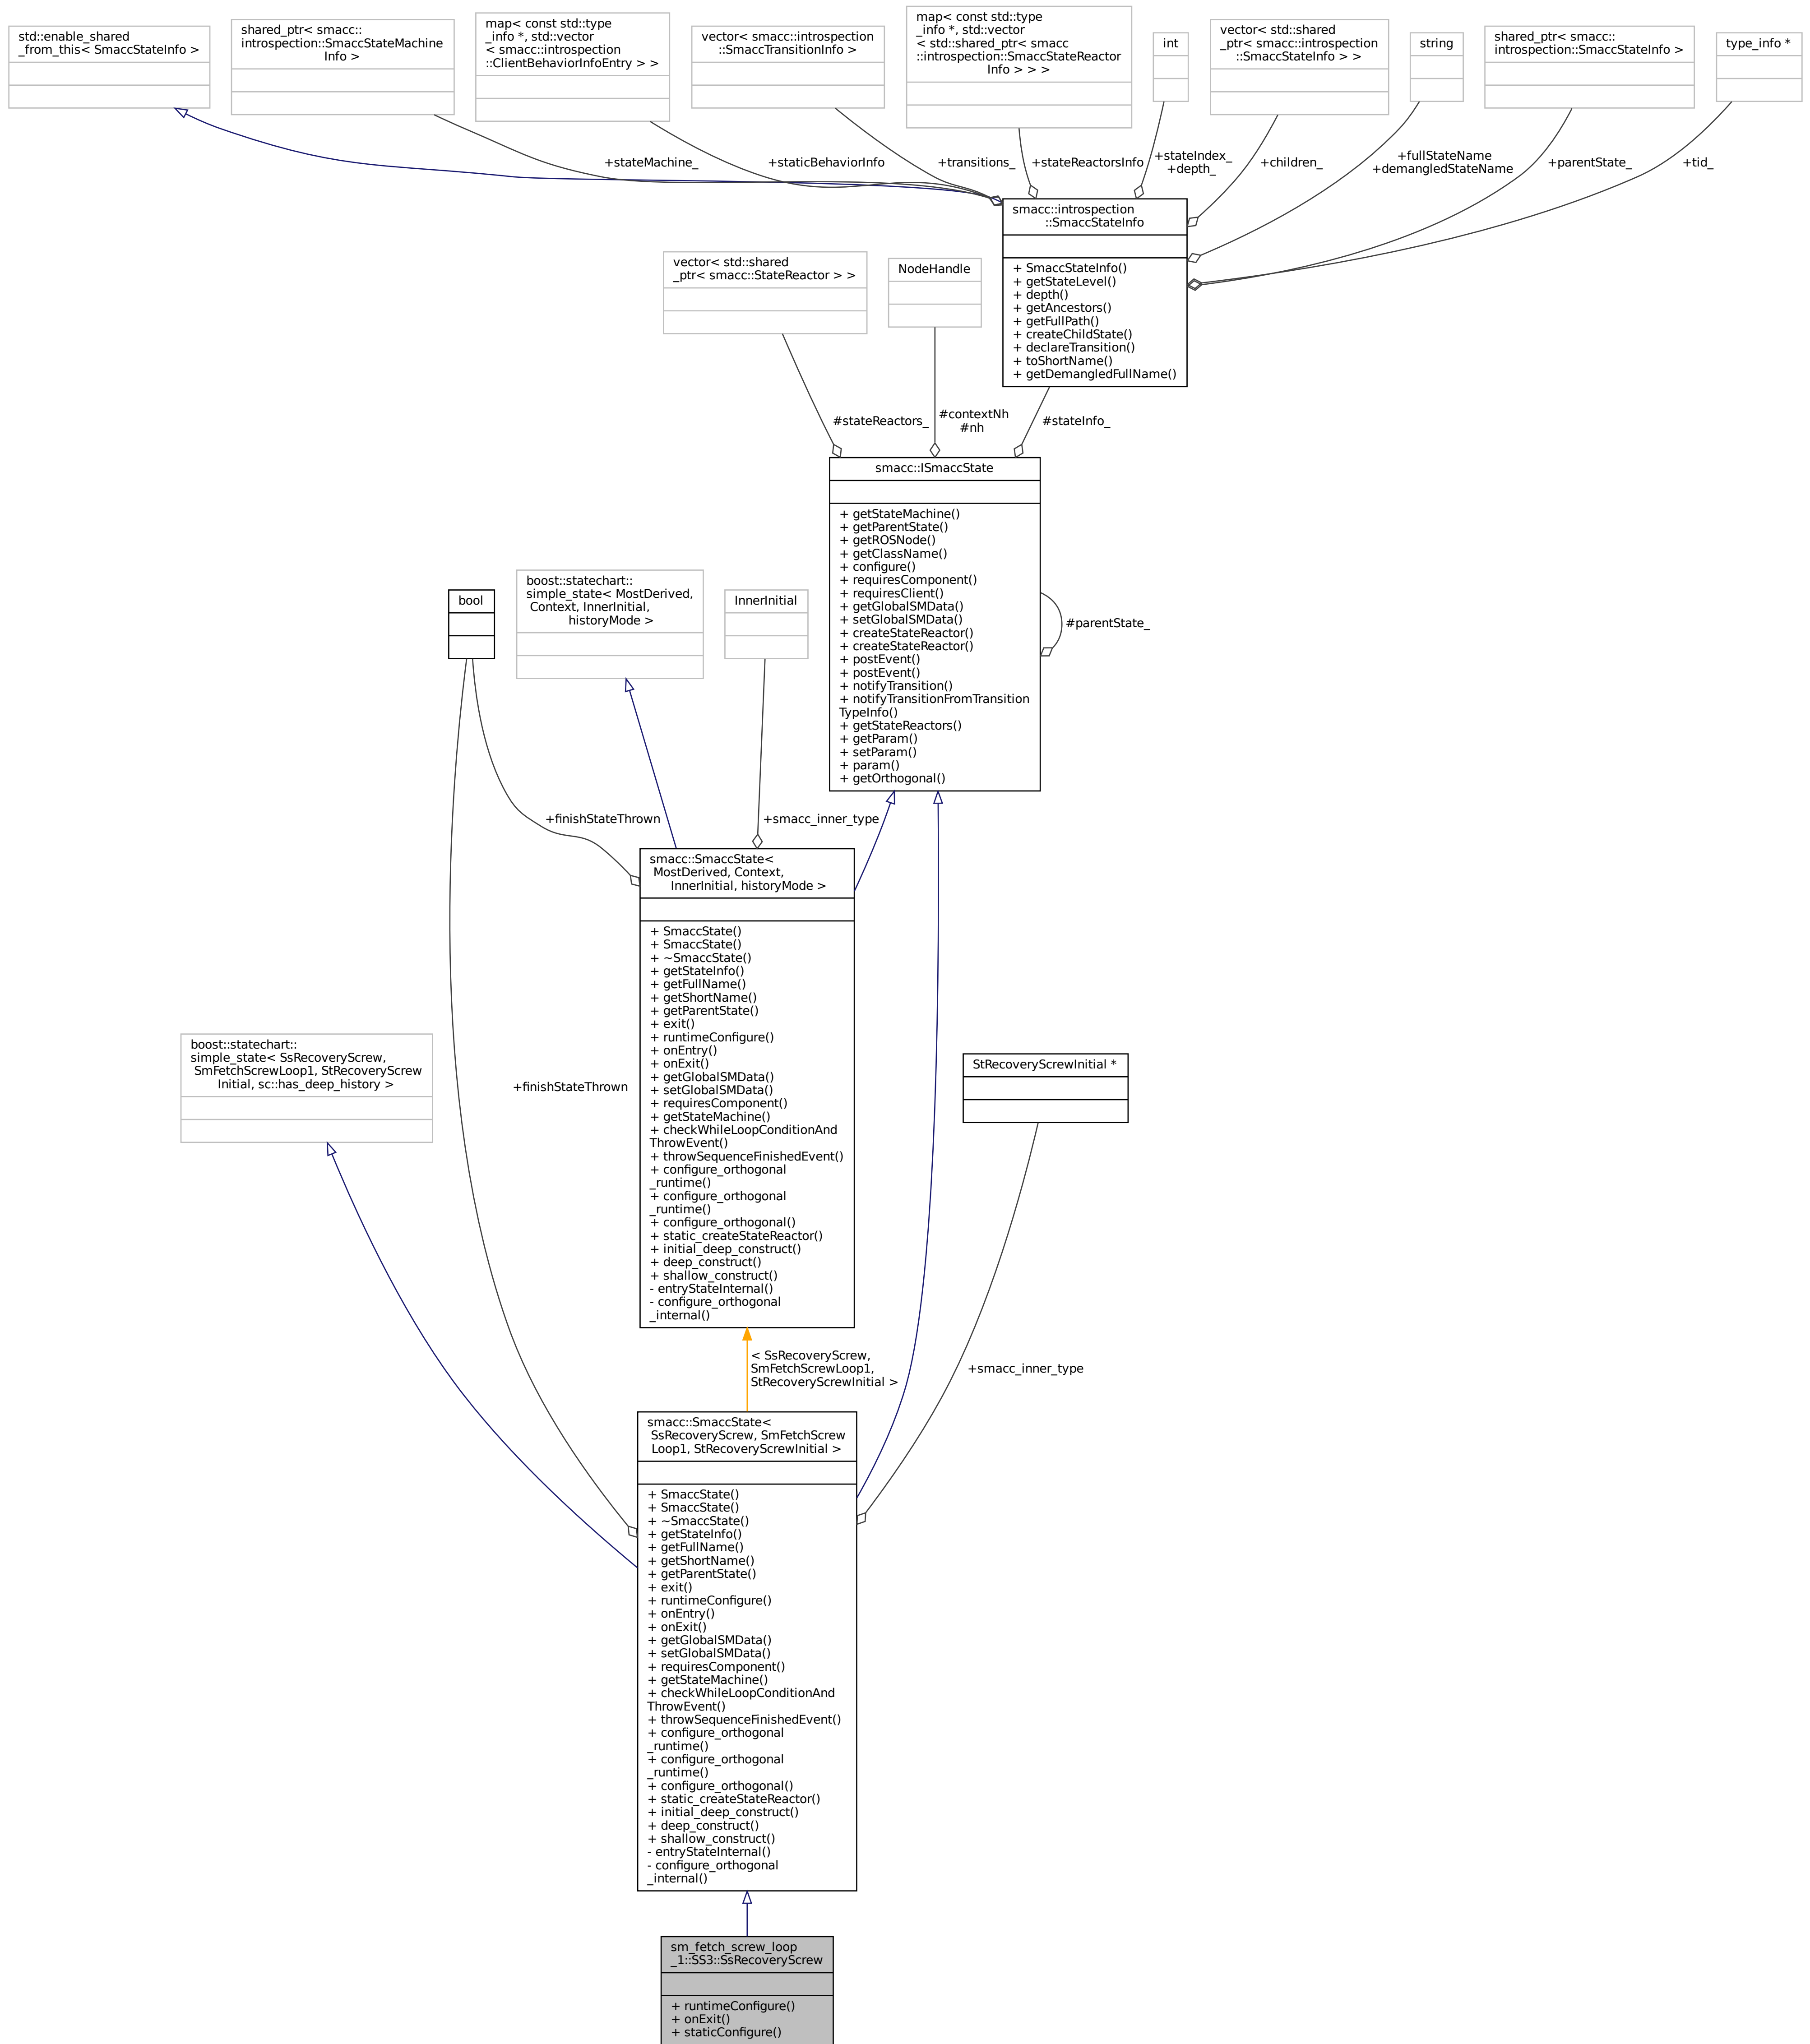 std::enable_shared
_from_this< SmaccStateInfo >
shared_ptr< smacc::
introspection::SmaccStateMachine
Info >
map< const std::type
_info *, std::vector
< smacc::introspection
::ClientBehaviorInfoEntry > >
vector< smacc::introspection
::SmaccTransitionInfo >
map< const std::type
_info *, std::vector
< std::shared_ptr< smacc
::introspection::SmaccStateReactor
Info > > >
int
vector< std::shared
_ptr< smacc::introspection
::SmaccStateInfo > >
string
shared_ptr< smacc::
introspection::SmaccStateInfo >
type_info *
+stateMachine_
+staticBehaviorInfo
+transitions_
+stateReactorsInfo
+stateIndex_
+depth_
+children_
+fullStateName
+demangledStateName
+parentState_
+tid_
smacc::introspection
::SmaccStateInfo
+ SmaccStateInfo()
+ getStateLevel()
+ depth()
+ getAncestors()
+ getFullPath()
+ createChildState()
+ declareTransition()
+ toShortName()
+ getDemangledFullName()
vector< std::shared
_ptr< smacc::StateReactor > >
NodeHandle
#stateReactors_
#contextNh
#nh
#stateInfo_
smacc::ISmaccState
+ getStateMachine()
+ getParentState()
+ getROSNode()
+ getClassName()
+ configure()
+ requiresComponent()
+ requiresClient()
+ getGlobalSMData()
+ setGlobalSMData()
+ createStateReactor()
+ createStateReactor()
+ postEvent()
+ postEvent()
+ notifyTransition()
+ notifyTransitionFromTransition
TypeInfo()
+ getStateReactors()
+ getParam()
+ setParam()
+ param()
+ getOrthogonal()
#parentState_
bool
boost::statechart::
simple_state< MostDerived,
Context, InnerInitial,
historyMode >
InnerInitial
+finishStateThrown
+smacc_inner_type
smacc::SmaccState<
MostDerived, Context,
InnerInitial, historyMode >
+ SmaccState()
+ SmaccState()
+ ~SmaccState()
+ getStateInfo()
+ getFullName()
+ getShortName()
+ getParentState()
+ exit()
+ runtimeConfigure()
+ onEntry()
+ onExit()
+ getGlobalSMData()
+ setGlobalSMData()
+ requiresComponent()
+ getStateMachine()
+ checkWhileLoopConditionAnd
ThrowEvent()
+ throwSequenceFinishedEvent()
+ configure_orthogonal
_runtime()
+ configure_orthogonal
_runtime()
+ configure_orthogonal()
+ static_createStateReactor()
+ initial_deep_construct()
+ deep_construct()
+ shallow_construct()
- entryStateInternal()
- configure_orthogonal
_internal()
boost::statechart::
simple_state< SsRecoveryScrew,
SmFetchScrewLoop1, StRecoveryScrew
Initial, sc::has_deep_history >
+finishStateThrown
StRecoveryScrewInitial *
< SsRecoveryScrew,
SmFetchScrewLoop1,
StRecoveryScrewInitial >
+smacc_inner_type
smacc::SmaccState<
SsRecoveryScrew, SmFetchScrew
Loop1, StRecoveryScrewInitial >
+ SmaccState()
+ SmaccState()
+ ~SmaccState()
+ getStateInfo()
+ getFullName()
+ getShortName()
+ getParentState()
+ exit()
+ runtimeConfigure()
+ onEntry()
+ onExit()
+ getGlobalSMData()
+ setGlobalSMData()
+ requiresComponent()
+ getStateMachine()
+ checkWhileLoopConditionAnd
ThrowEvent()
+ throwSequenceFinishedEvent()
+ configure_orthogonal
_runtime()
+ configure_orthogonal
_runtime()
+ configure_orthogonal()
+ static_createStateReactor()
+ initial_deep_construct()
+ deep_construct()
+ shallow_construct()
- entryStateInternal()
- configure_orthogonal
_internal()
sm_fetch_screw_loop
_1::SS3::SsRecoveryScrew
+ runtimeConfigure()
+ onExit()
+ staticConfigure()